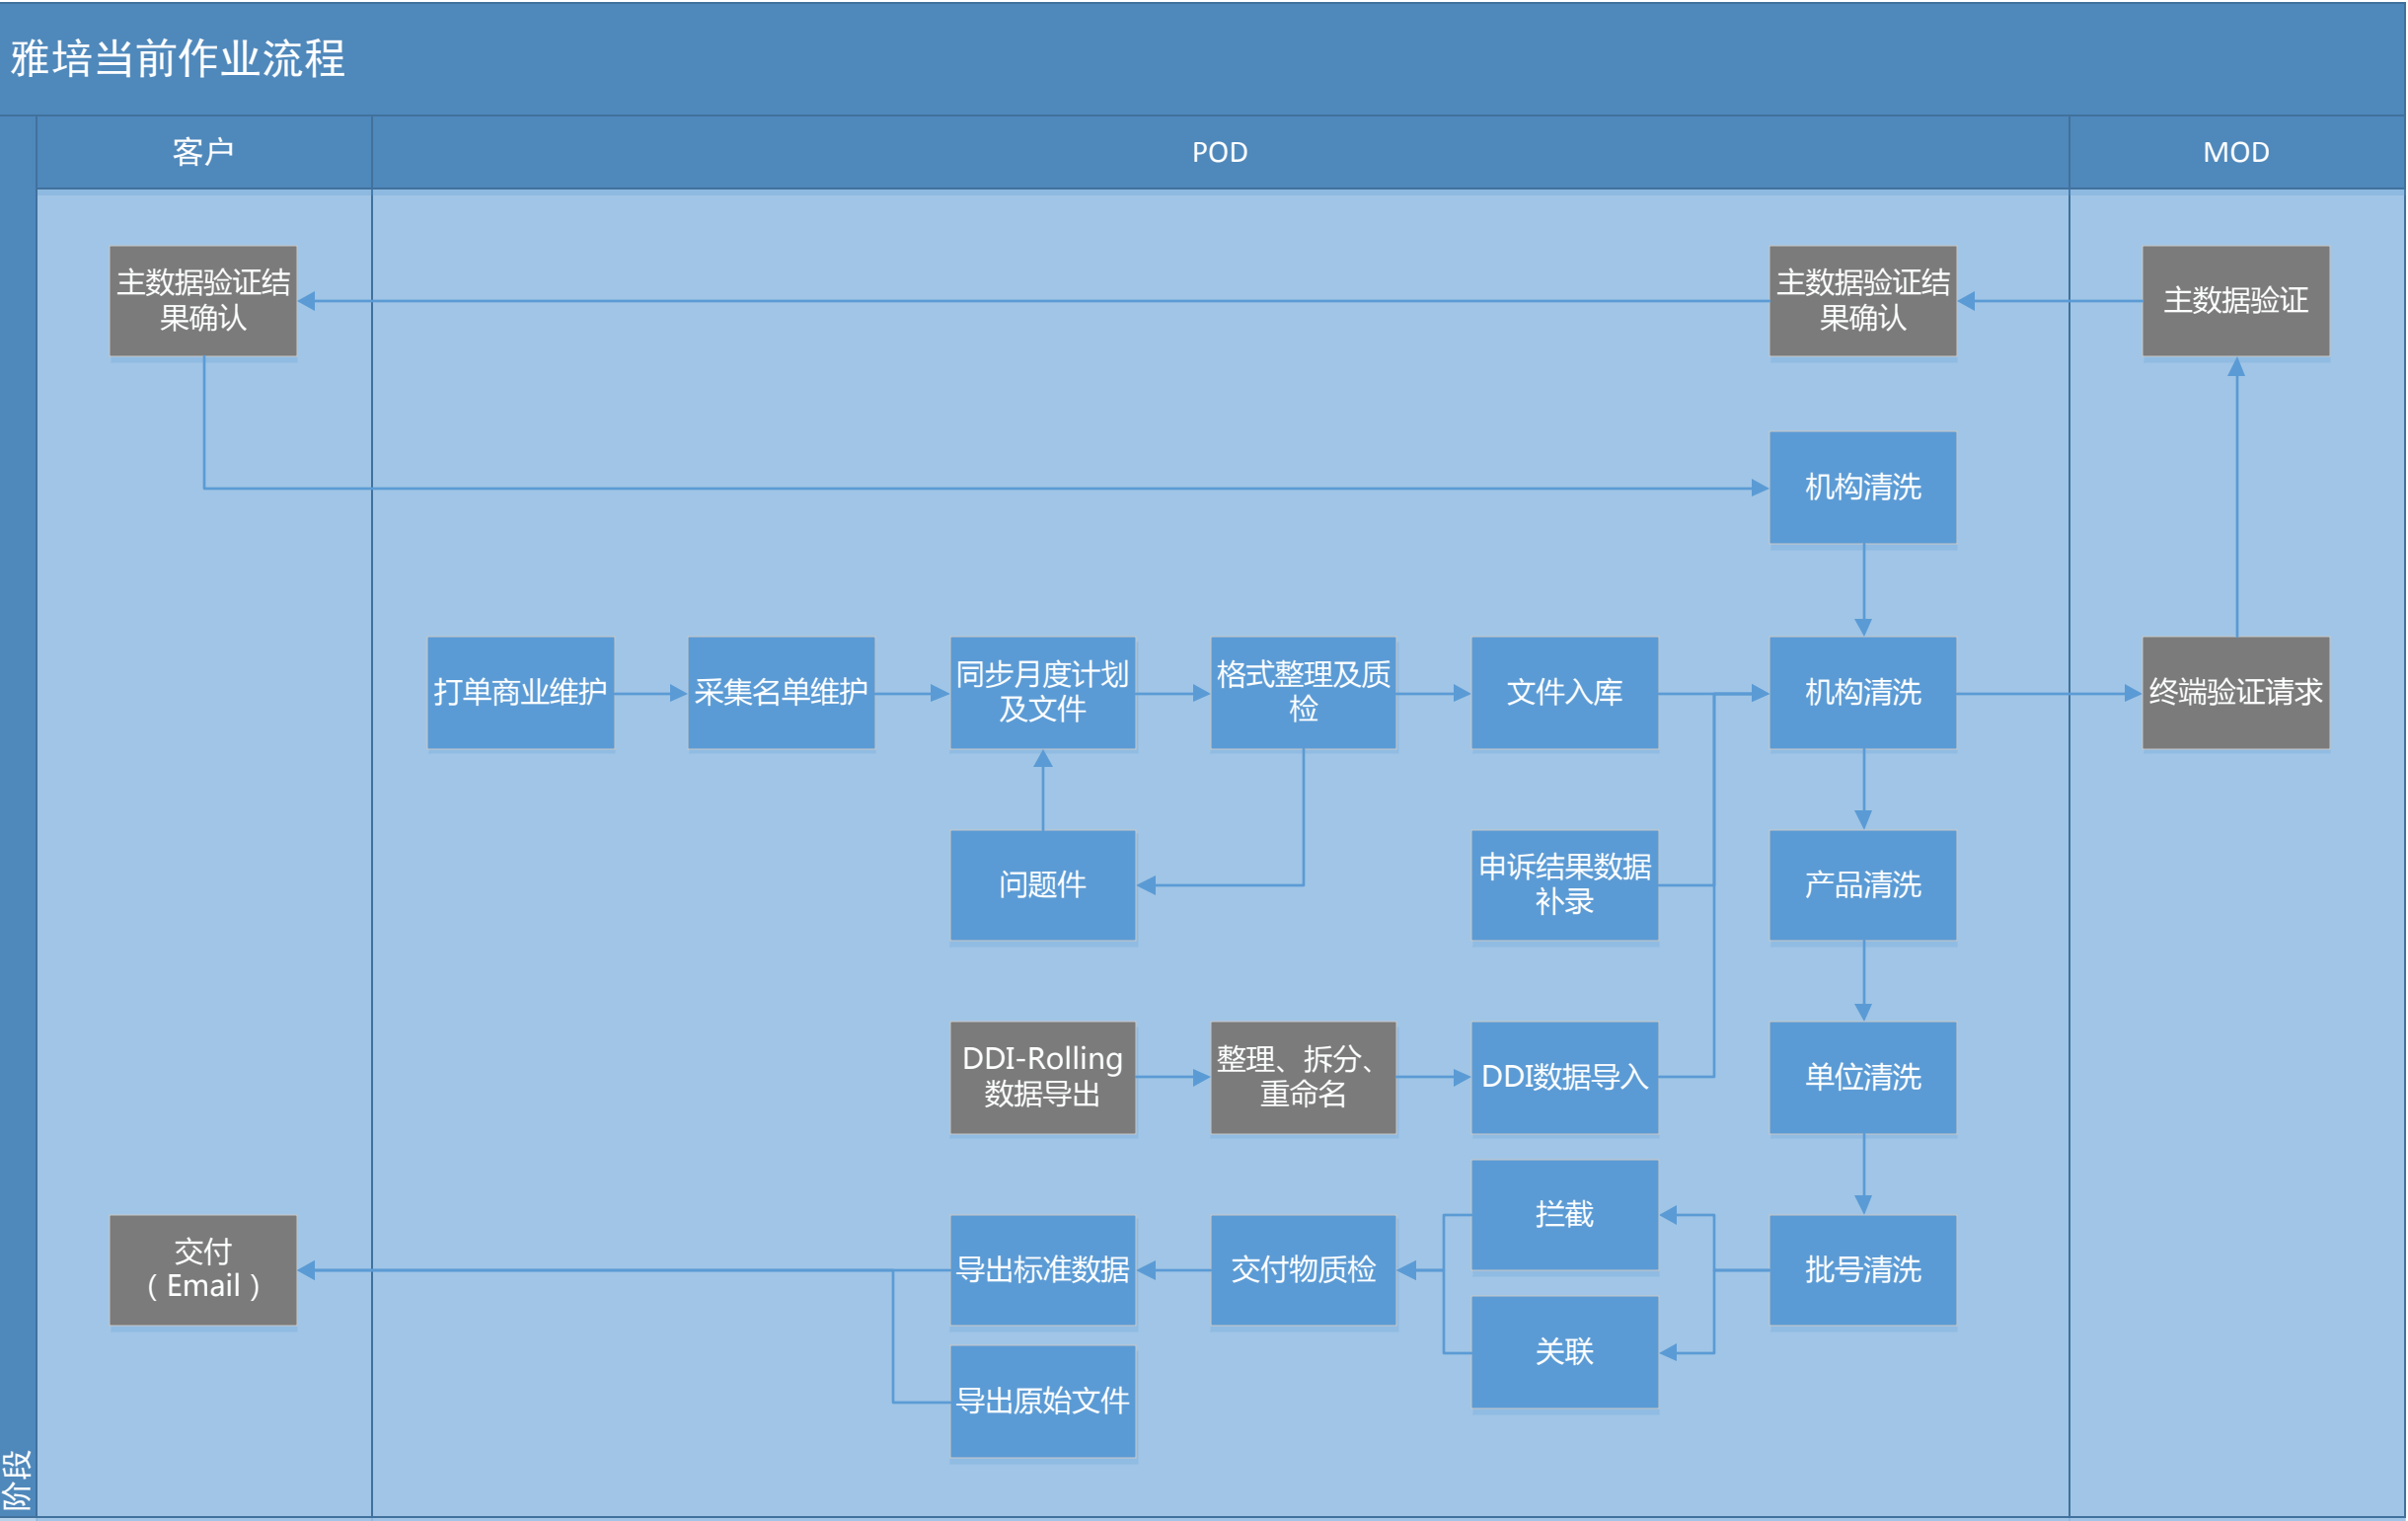 雅培当前作业流程
客户
POD
MOD
主数据验证结
果确认
主数据验证结
果确认
主数据验证
机构清洗
打单商业维护
采集名单维护
同步月度计划
及文件
格式整理及质
检
文件入库
机构清洗
终端验证请求
问题件
申诉结果数据
补录
产品清洗
DDI-Rolling
数据导出
整理、拆分、
重命名
DDI数据导入
单位清洗
交付
（Email）
导出标准数据
交付物质检
拦截
批号清洗
关联
导出原始文件
阶段